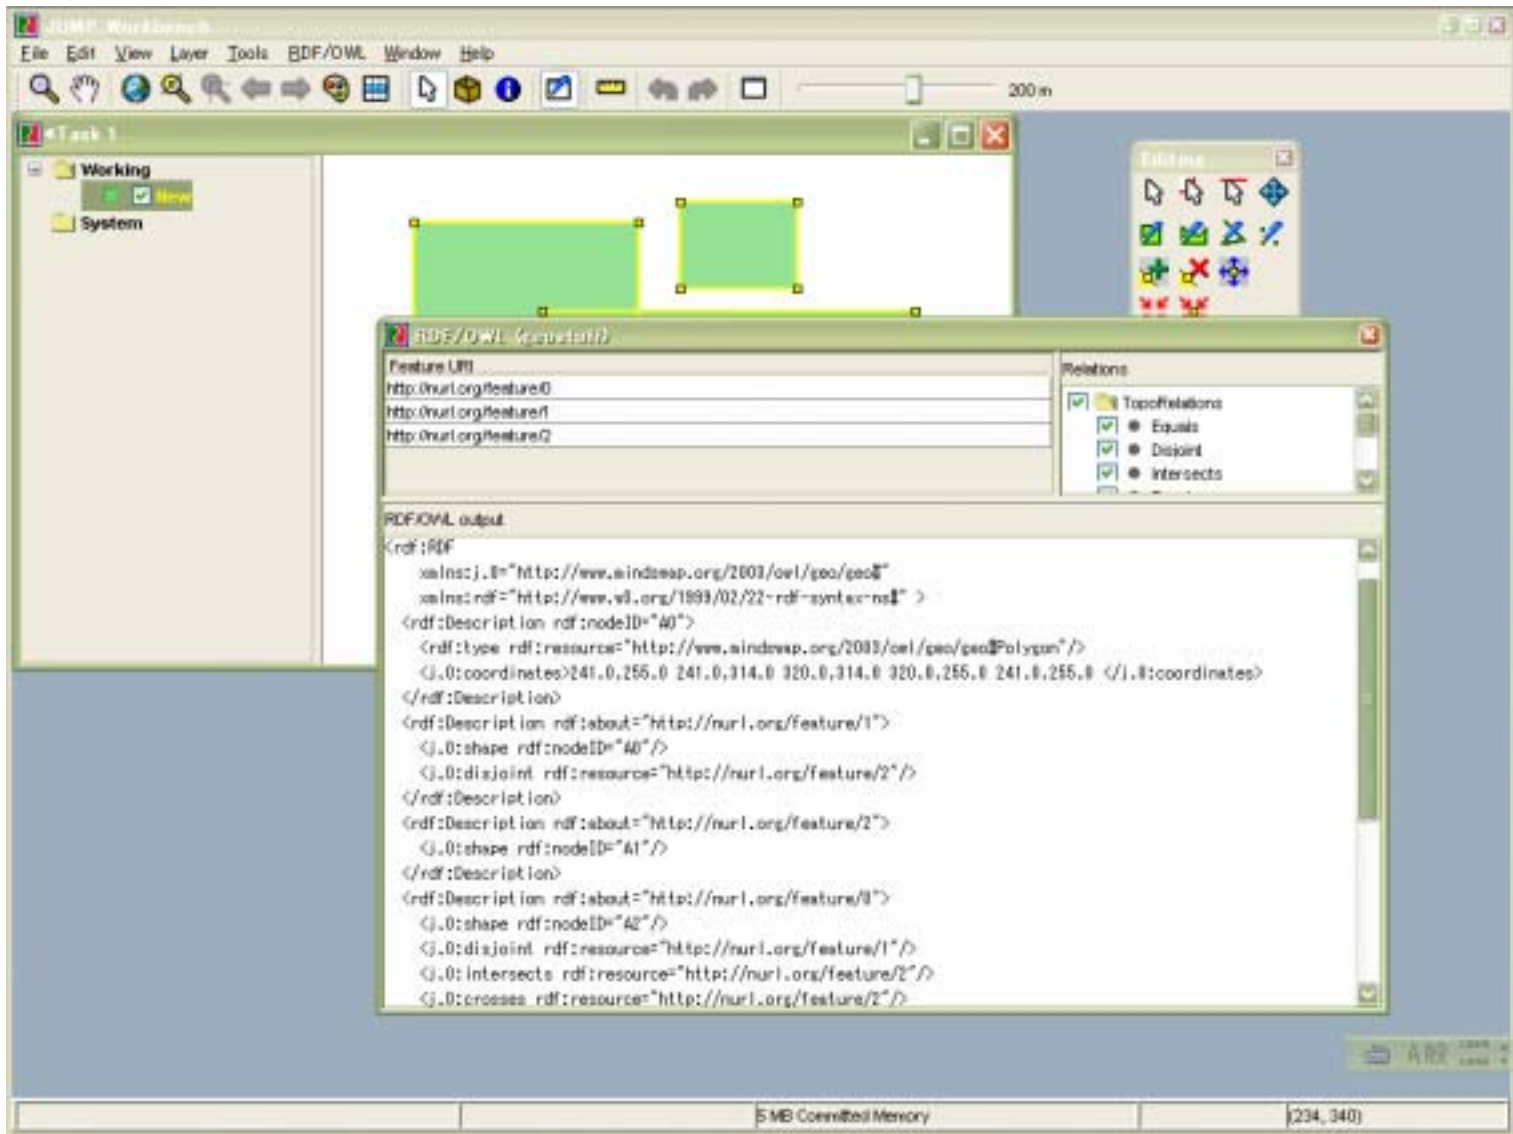 JUMP Workbench
File Edit View Layer Tools RDF/OWL Window Help
200 m
Task 1
Working
New
System
Editing
RDF/OWL
Feature URI
http://nurl.org/feature/0
http://nurl.org/feature/1
http://nurl.org/feature/2
Relations
TopoRelations
Equals
Disjoint
Intersects
RDF/OWL output
<rdf:RDF
xmlns:j.0="http://www.mindswap.org/2003/owl/geo/geo#"
xmlns:rdf="http://www.w3.org/1999/02/22-rdf-syntax-ns#" >
<rdf:Description rdf:nodeID="A0">
<rdf:type rdf:resource="http://www.mindswap.org/2003/owl/geo/geo#Polygon"/>
<j.0:coordinates>241.0,255.0 241.0,314.0 320.0,314.0 320.0,255.0 241.0,255.0 </j.0:coordinates>
</rdf:Description>
<rdf:Description rdf:about="http://nurl.org/feature/1">
<j.0:shape rdf:nodeID="A0"/>
<j.0:disjoint rdf:resource="http://nurl.org/feature/2"/>
</rdf:Description>
<rdf:Description rdf:about="http://nurl.org/feature/2">
<j.0:shape rdf:nodeID="A1"/>
</rdf:Description>
<rdf:Description rdf:about="http://nurl.org/feature/0">
<j.0:shape rdf:nodeID="A2"/>
<j.0:disjoint rdf:resource="http://nurl.org/feature/1"/>
<j.0:intersects rdf:resource="http://nurl.org/feature/2"/>
<j.0:crosses rdf:resource="http://nurl.org/feature/2"/>
5 MB Committed Memory
(234, 340)